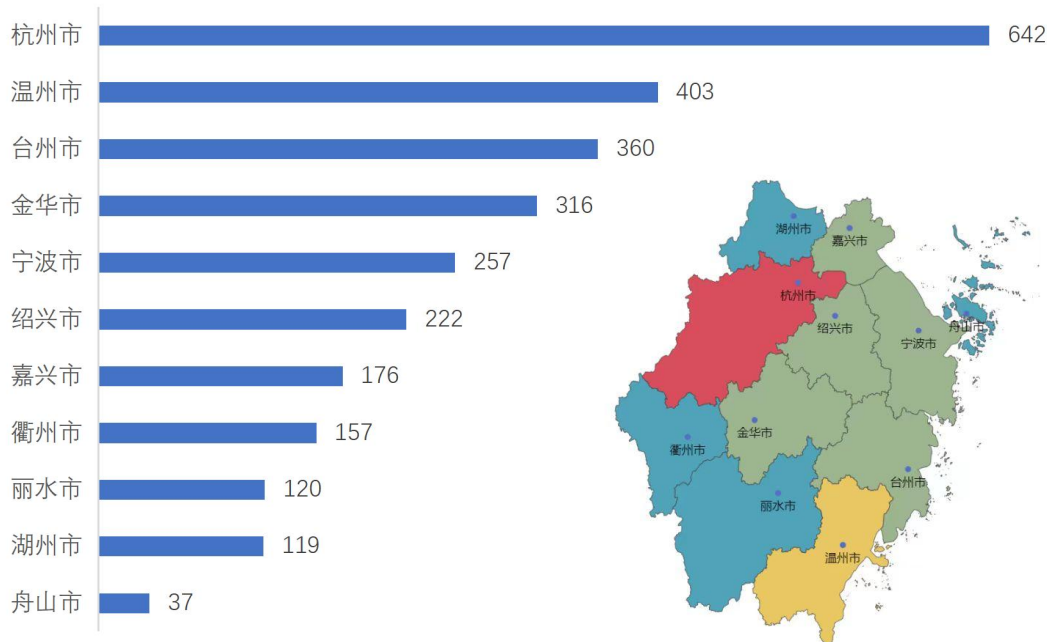 杭州市 642
温州市 403
台州市 360
金华市 316
宁波市 257
绍兴市 222
嘉兴市 176
衢州市 157
丽水市 120
湖州市 119
舟山市 37
湖州市
嘉兴市
杭州市
绍兴市
舟山市
宁波市
金华市
衢州市
台州市
丽水市
温州市